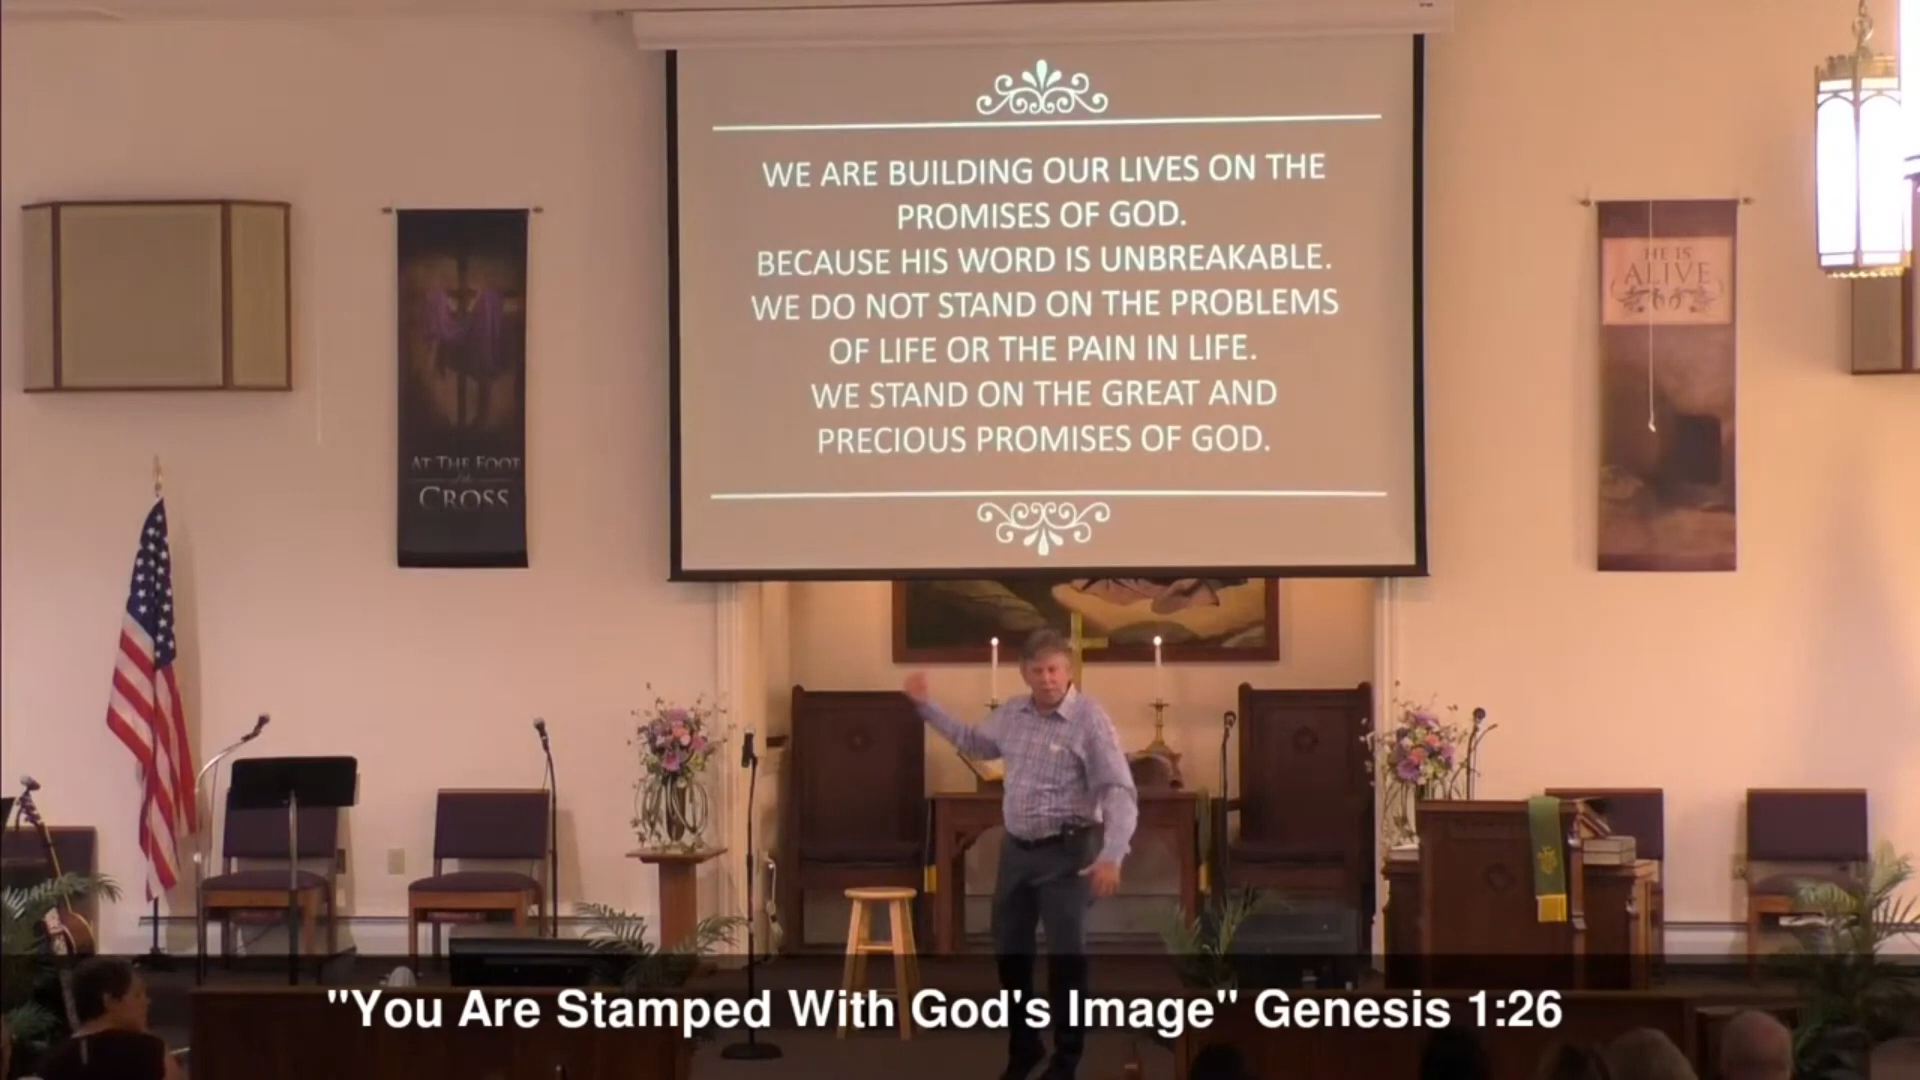 WE ARE BUILDING OUR LIVES ON THE
PROMISES OF GOD.
BECAUSE HIS WORD IS UNBREAKABLE.
WE DO NOT STAND ON THE PROBLEMS
OF LIFE OR THE PAIN IN LIFE.
WE STAND ON THE GREAT AND
PRECIOUS PROMISES OF GOD.
AT THE FOOT
CROSS
HE IS
ALIVE
"You Are Stamped With God's Image" Genesis 1:26